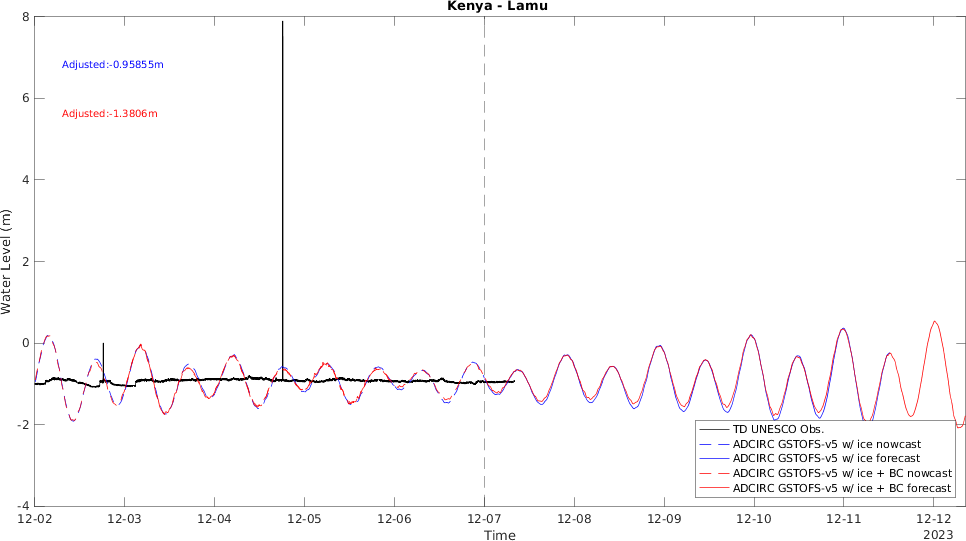 Kenya - Lamu
8
6
4
2
0
-2
-4
Water Level (m)
Adjusted:-0.95855m
Adjusted:-1.3806m
TD UNESCO Obs.
ADCIRC GSTOFS-v5 w/ ice nowcast
ADCIRC GSTOFS-v5 w/ ice forecast
ADCIRC GSTOFS-v5 w/ ice + BC nowcast
ADCIRC GSTOFS-v5 w/ ice + BC forecast
12-02 12-03 12-04 12-05 12-06 12-07 12-08 12-09 12-10 12-11 12-12
Time
2023